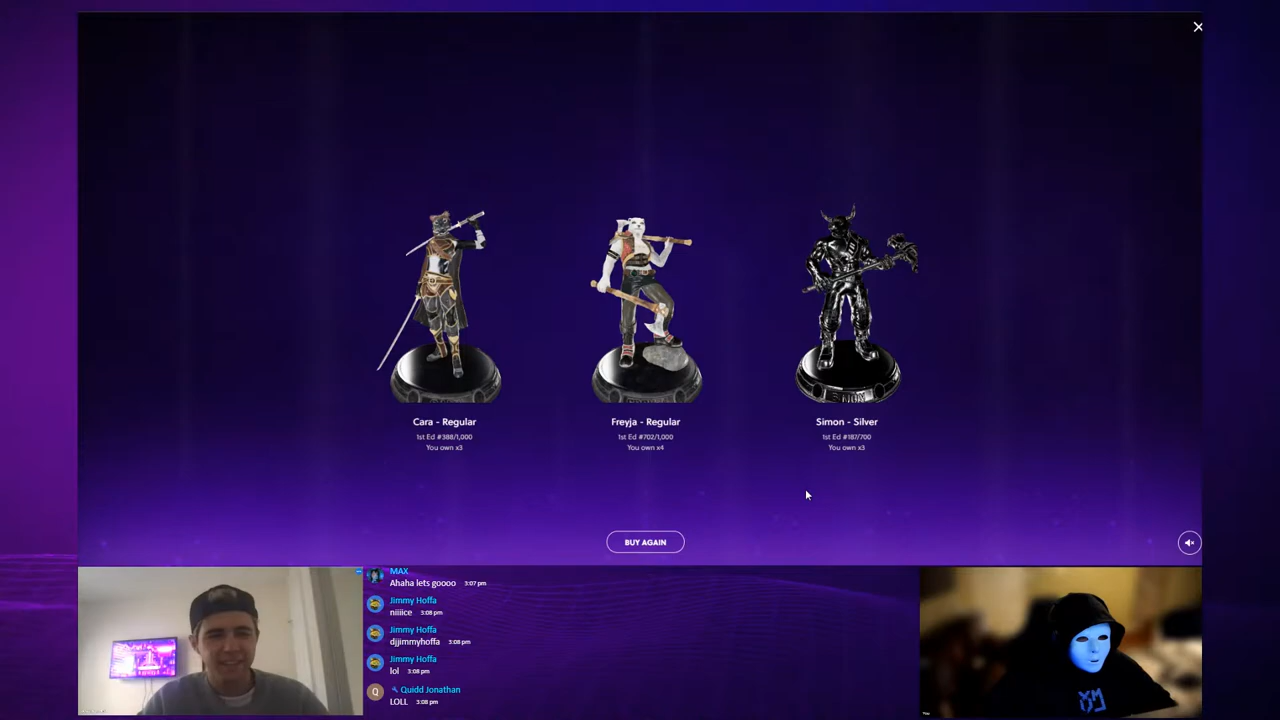 Cara - Regular
1st Ed #388/1,000
You own x3
Freyja - Regular
1st Ed #702/1,000
You own x4
Simon - Silver
1st Ed #187/700
You own x3
BUY AGAIN
MAX
Ahaha lets goooo 3:07 pm
Jimmy Hoffa
niiiice 3:08 pm
Jimmy Hoffa
djjimmyhoffa 3:08 pm
Jimmy Hoffa
lol 3:08 pm
Q Quidd Jonathan
LOLL 3:08 pm